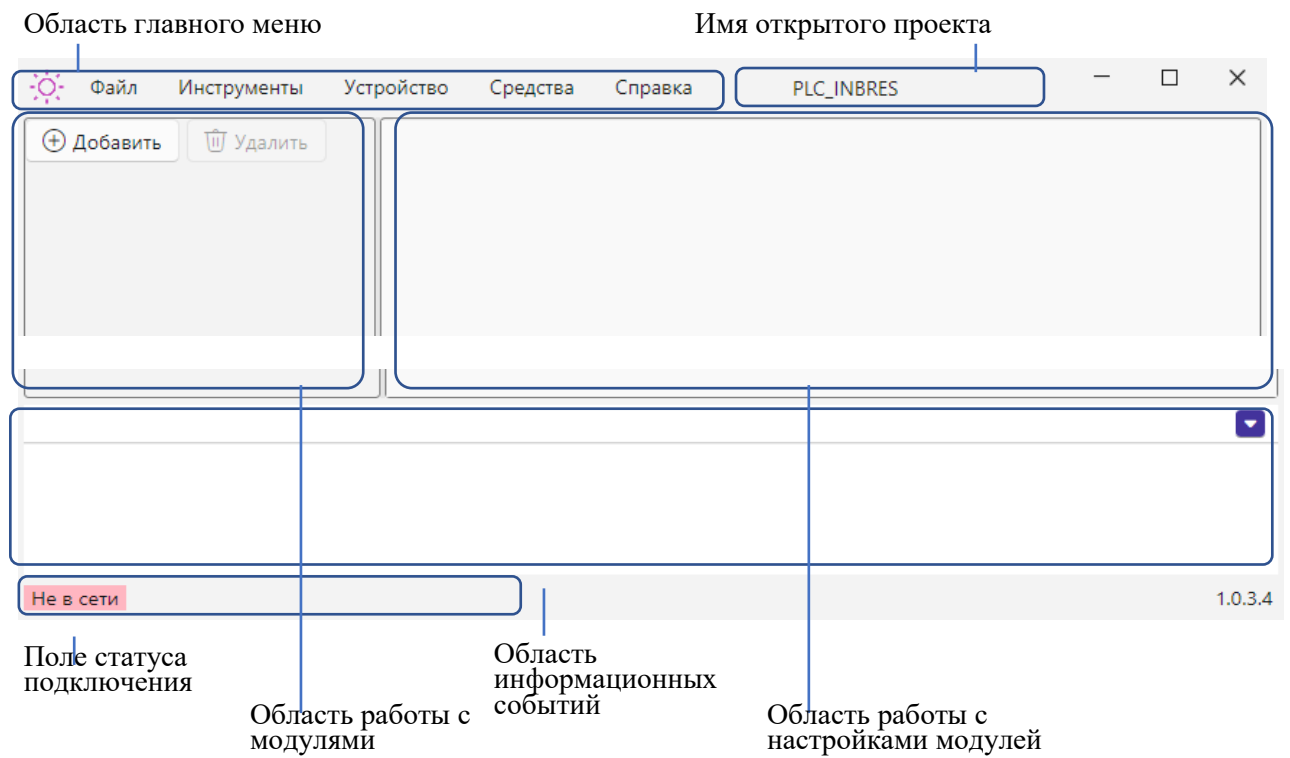 Область главного меню
Имя открытого проекта
Файл Инструменты Устройство Средства Справка PLC_INBRES
Добавить Удалить
Не в сети
1.0.3.4
Поле статуса
подключения
Область
информационных
событий
Область работы с
модулями
Область работы с
настройками модулей